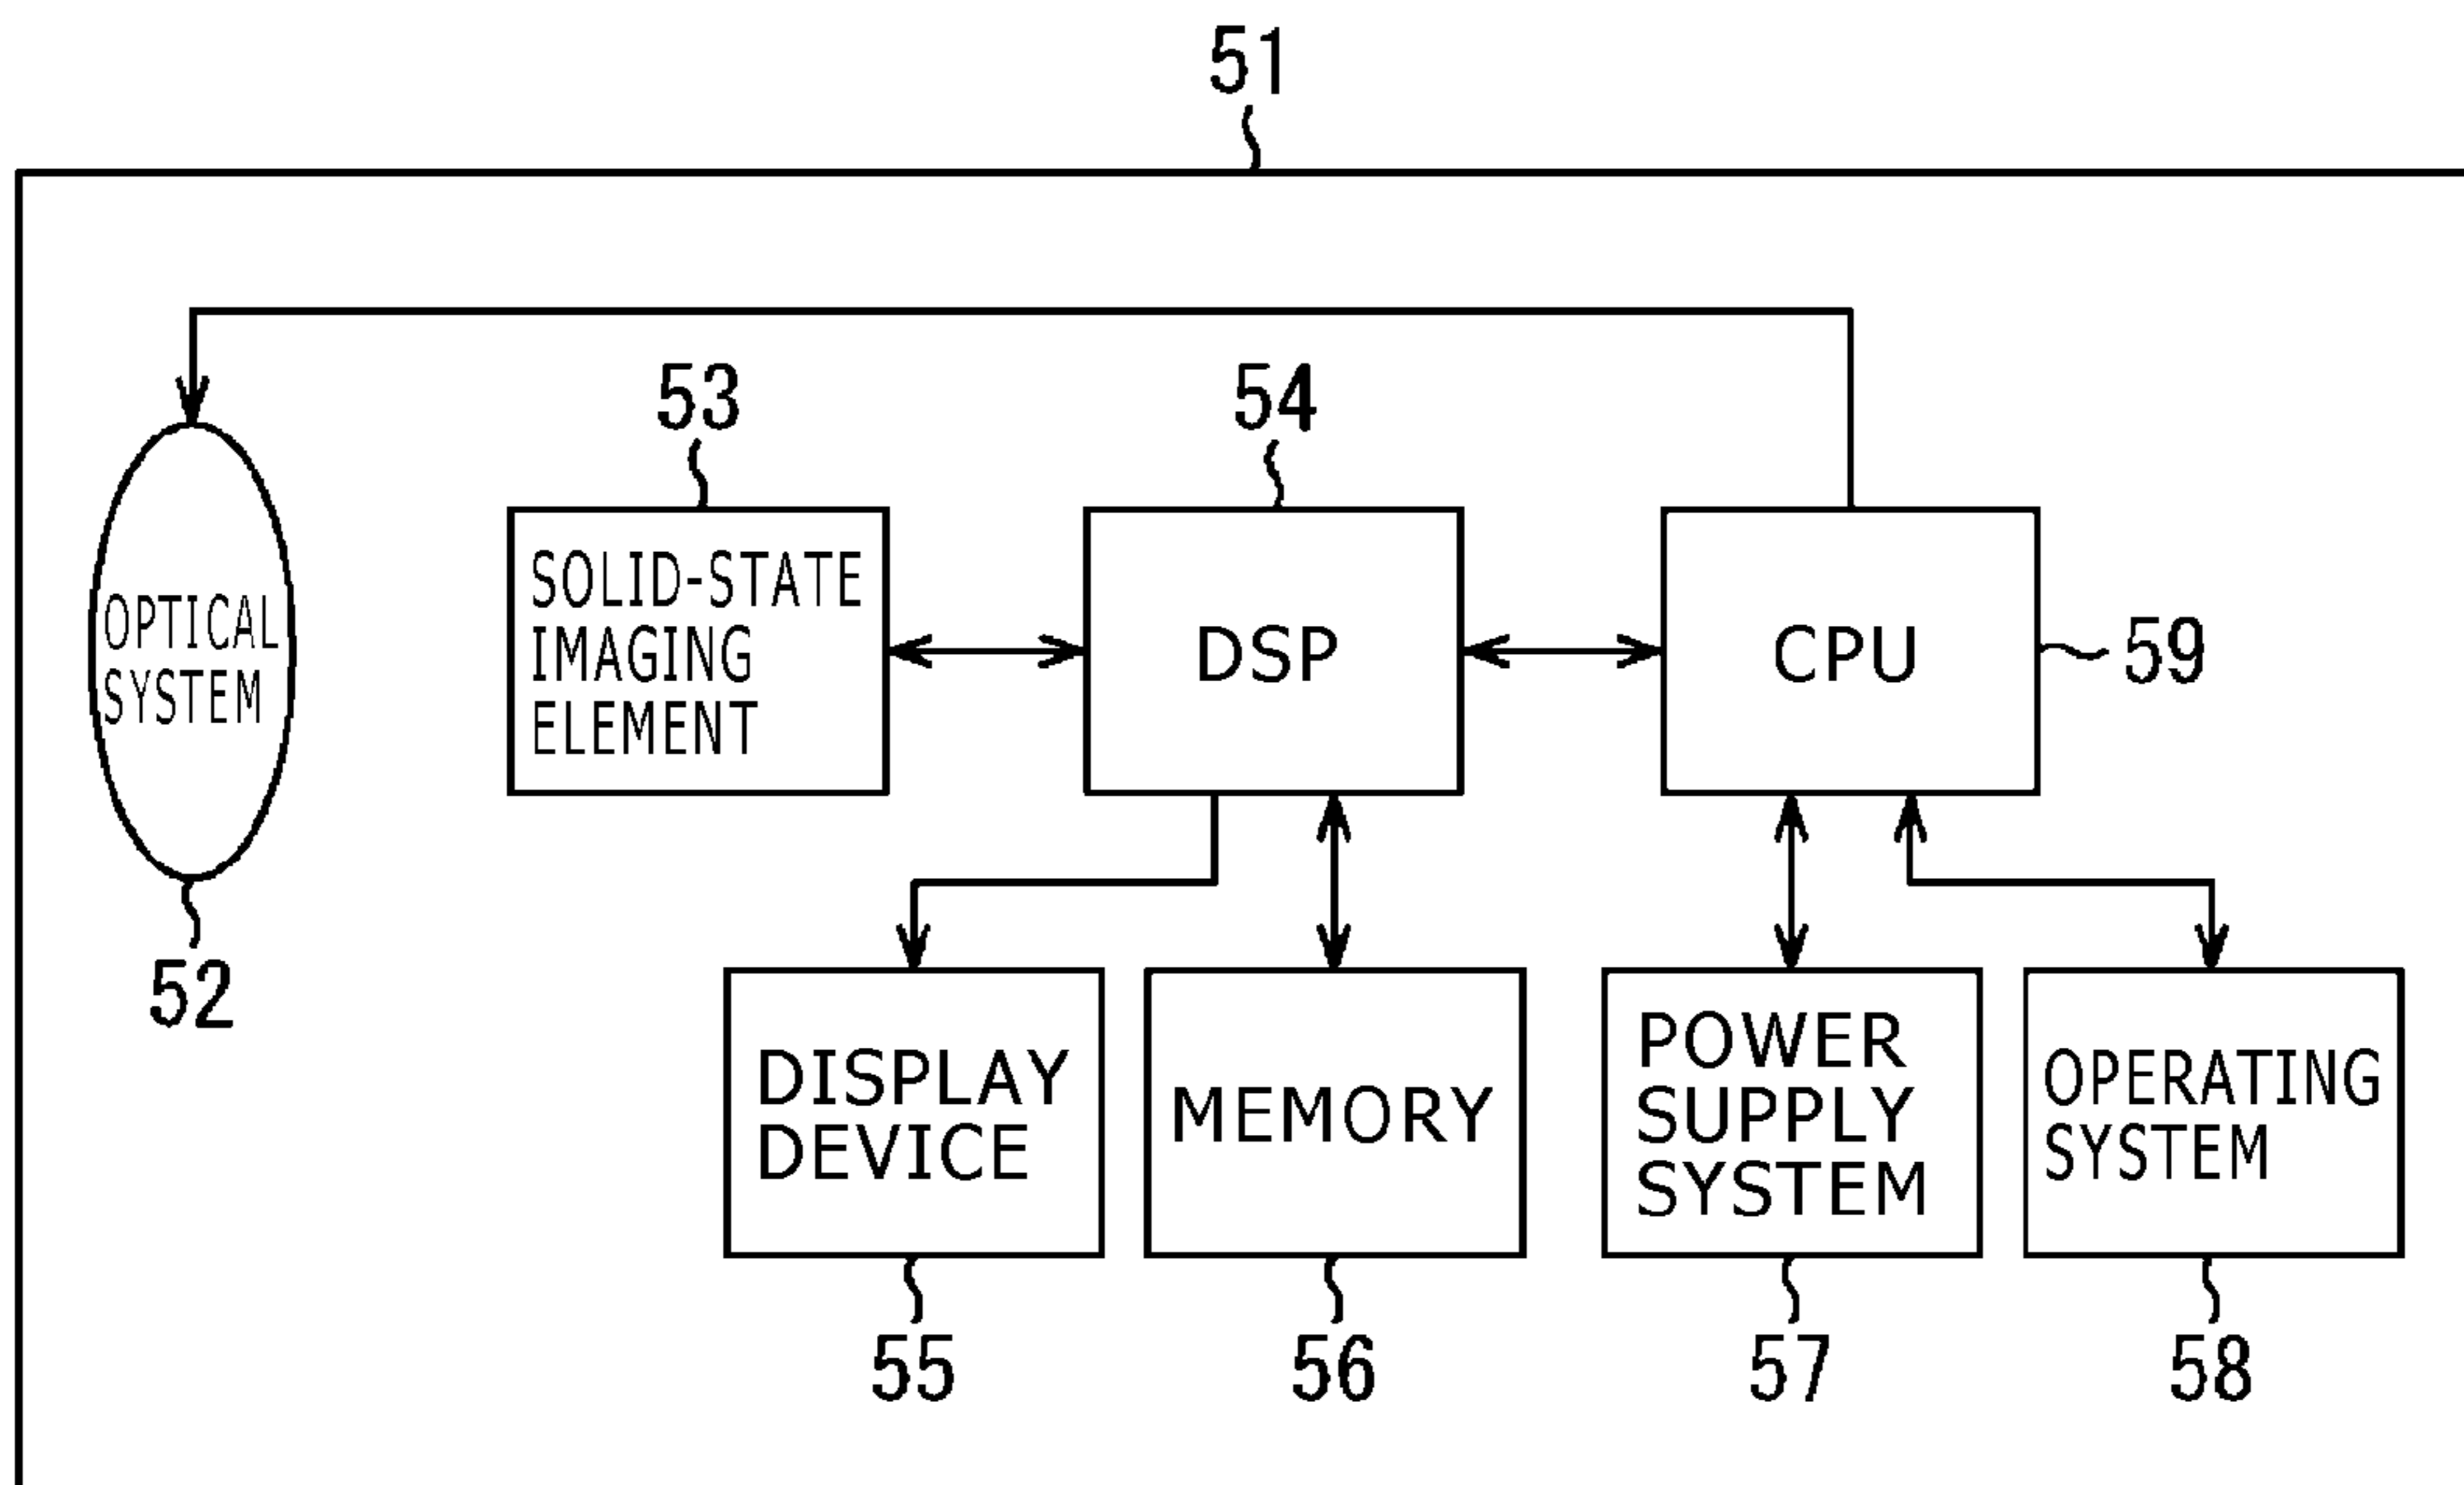 51
53
54
SOLID-STATE
IMAGING
ELEMENT
DSP
CPU
59
OPTICAL
SYSTEM
52
DISPLAY
DEVICE
MEMORY
POWER
SUPPLY
SYSTEM
OPERATING
SYSTEM
55
56
57
58